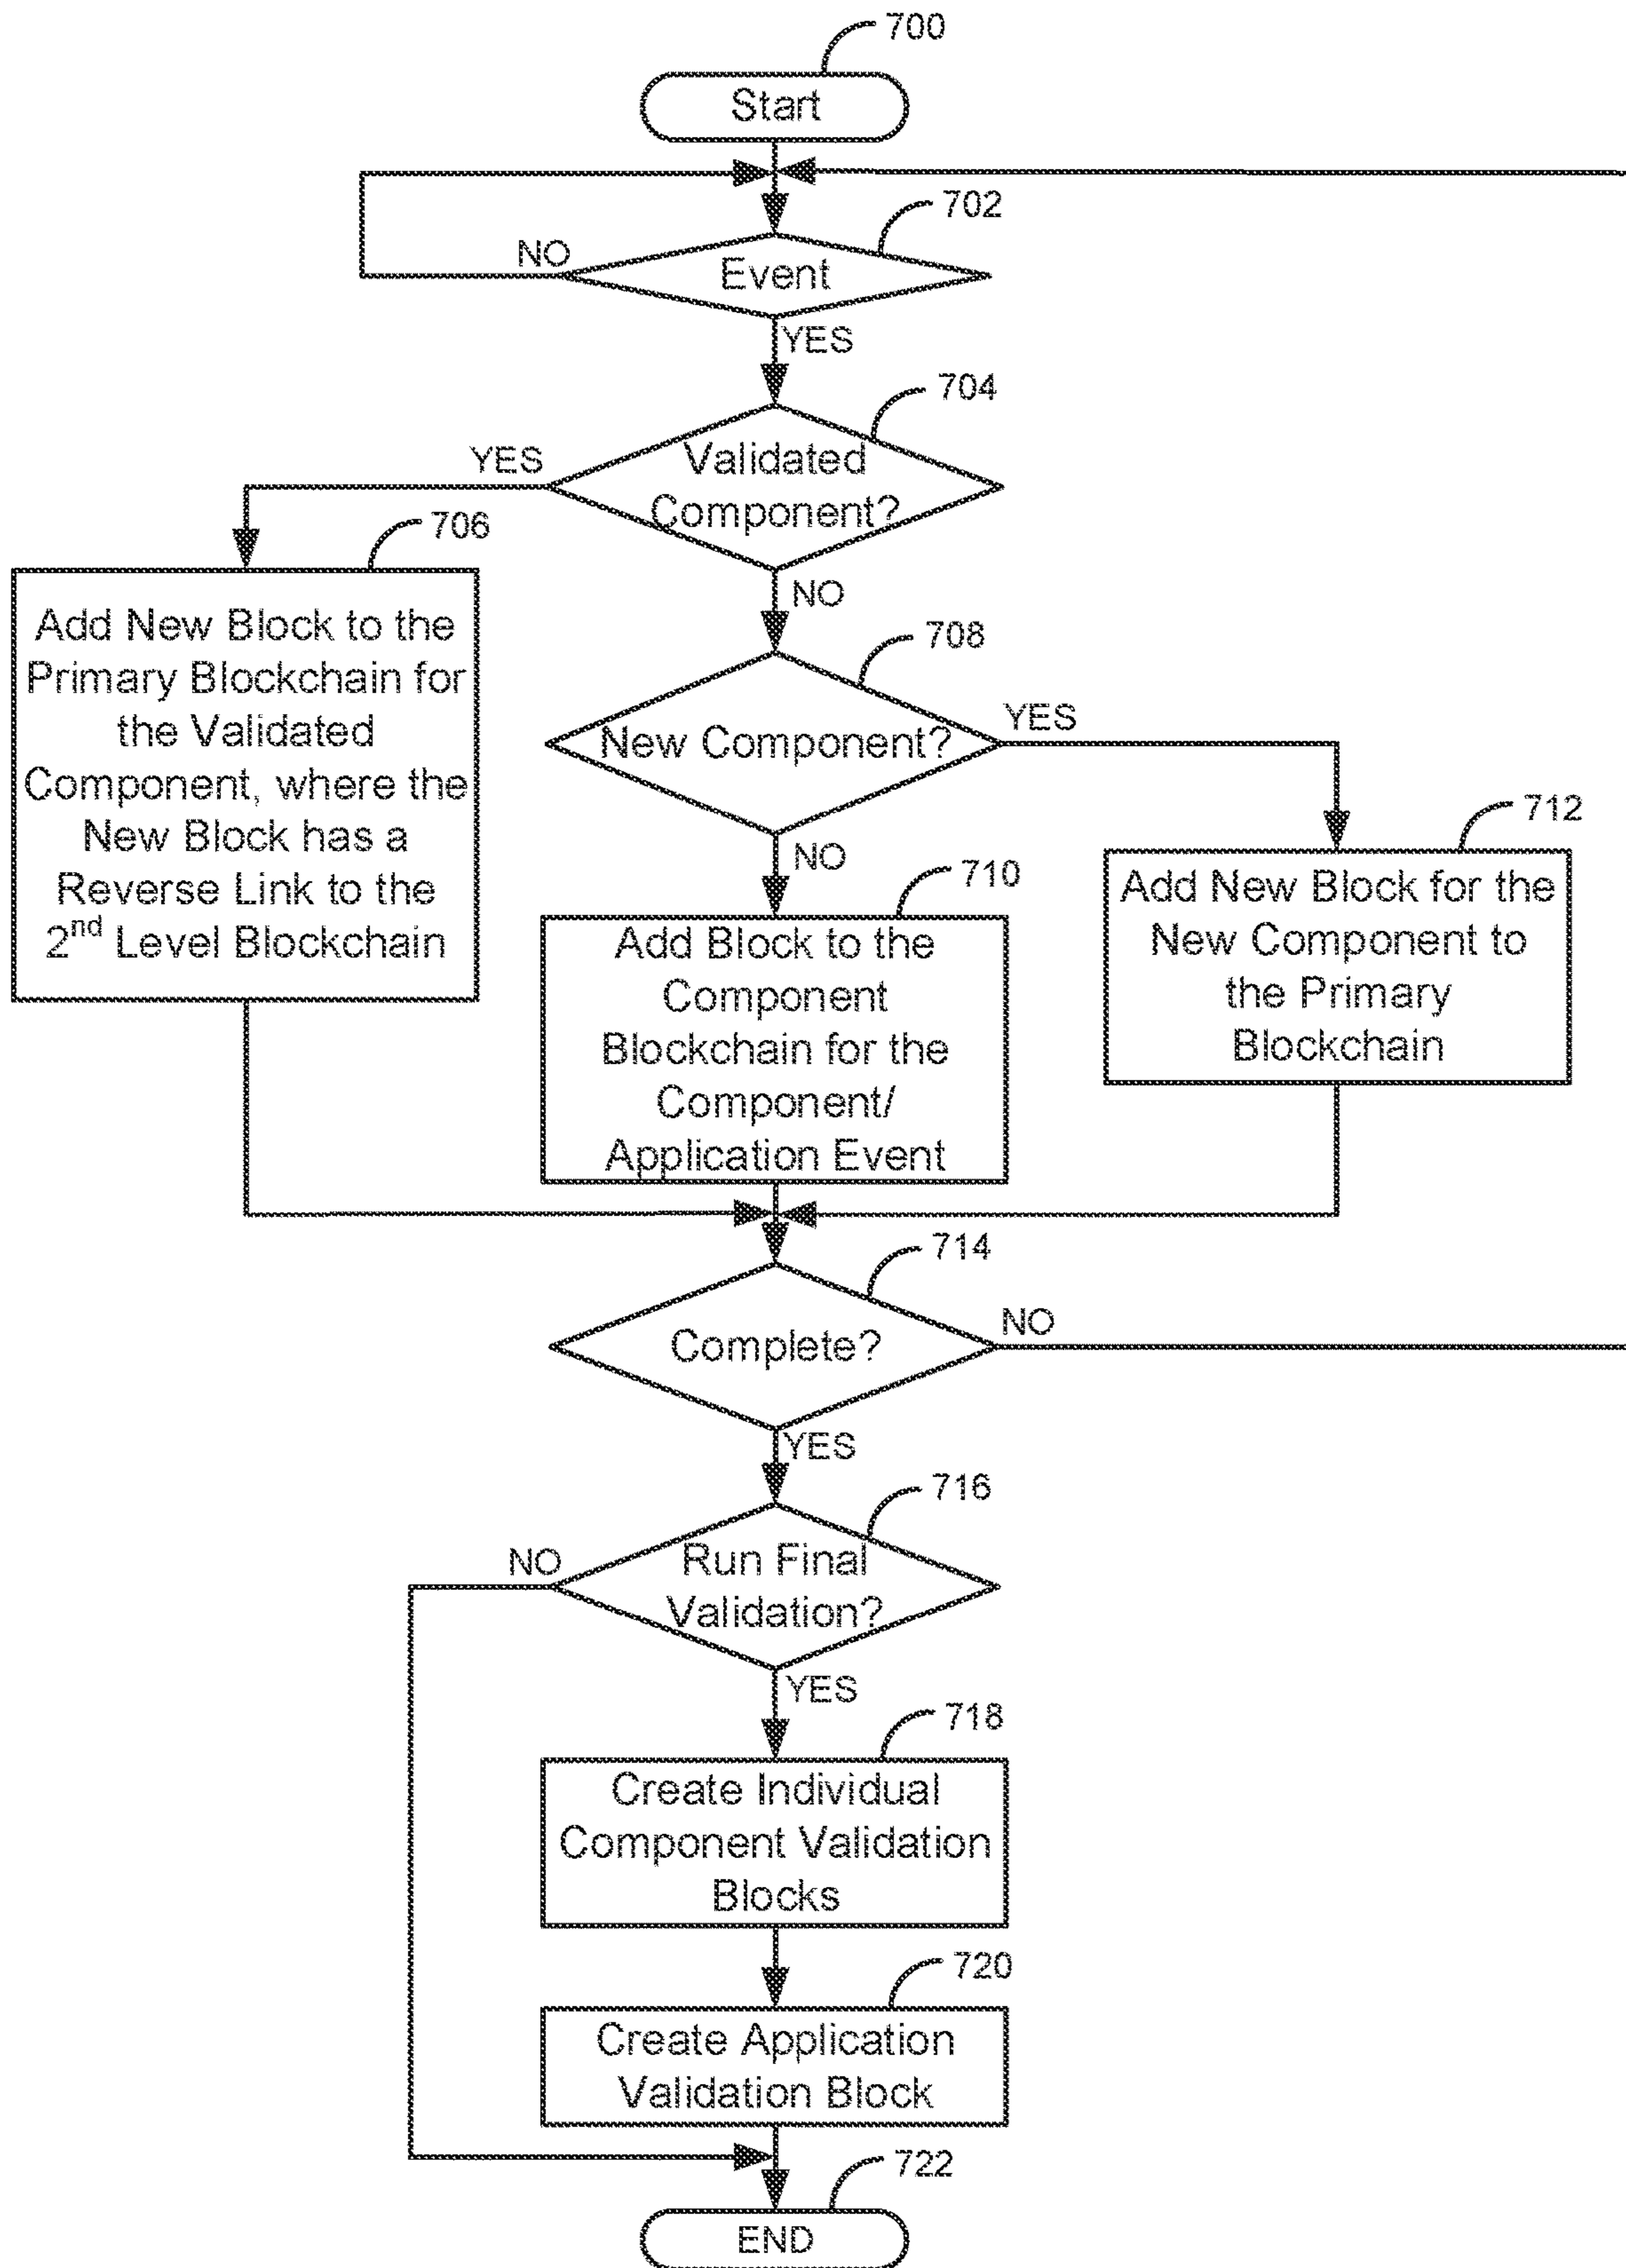 700
Start
702
NO
Event
YES
704
YES
Validated
Component?
706
NO
Add New Block to the
Primary Blockchain for
the Validated
Component, where the
New Block has a
Reverse Link to the
2nd Level Blockchain
708
YES
New Component?
NO
712
Add New Block for the
New Component to
the Primary
Blockchain
710
Add Block to the
Component
Blockchain for the
Component/
Application Event
714
NO
Complete?
YES
716
NO
Run Final
Validation?
YES
718
Create Individual
Component Validation
Blocks
720
Create Application
Validation Block
722
END